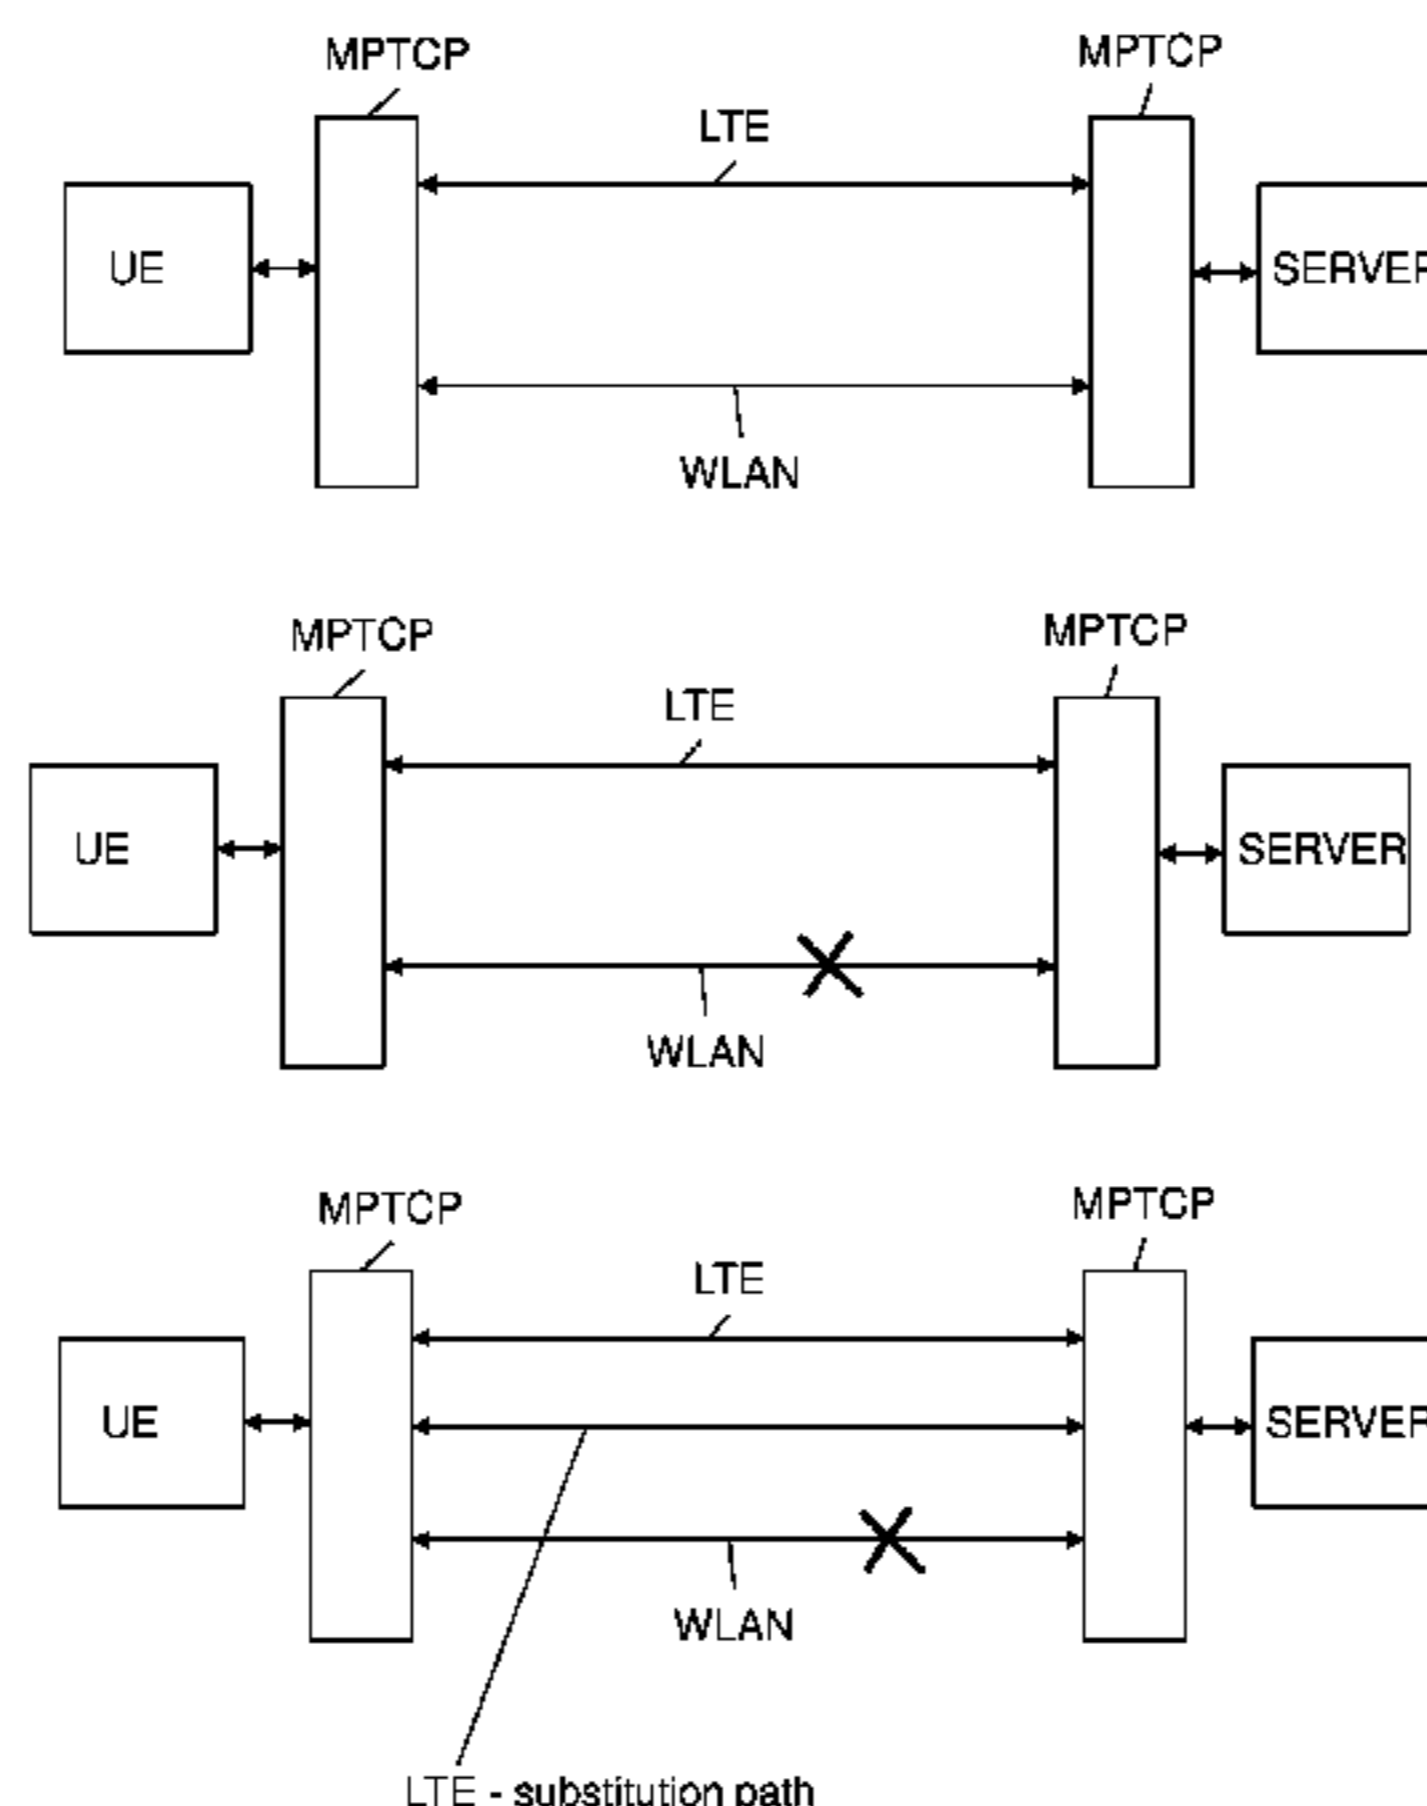 MPTCP
MPTCP
LTE
UE
SERVER
WLAN
MPTCP
MPTCP
LTE
UE
SERVER
WLAN
MPTCP
MPTCP
LTE
UE
SERVER
WLAN
LTE - substitution path